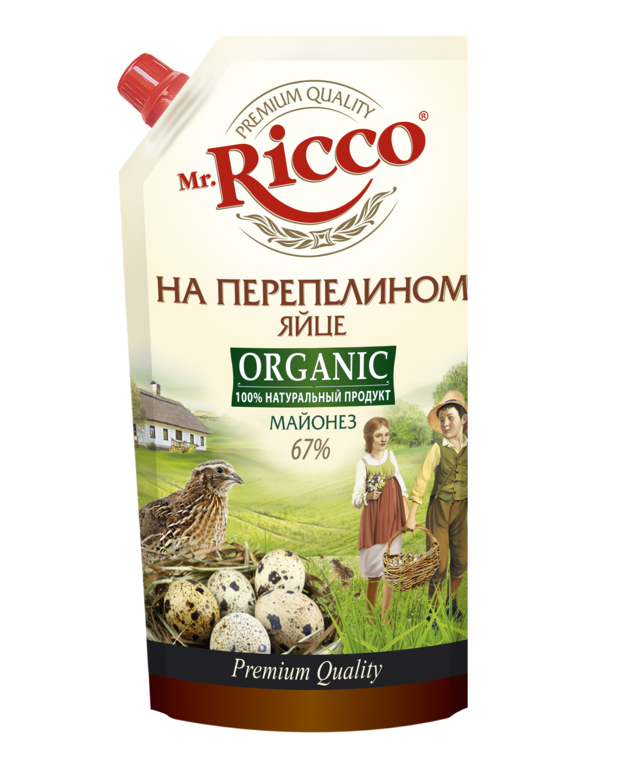 PREMIUM QUALITY
Mr. Ricco®
НА ПЕРЕПЕЛИНОМ
ЯЙЦЕ
ORGANIC
100% НАТУРАЛЬНЫЙ ПРОДУКТ
МАЙОНЕЗ
67%
Premium Quality